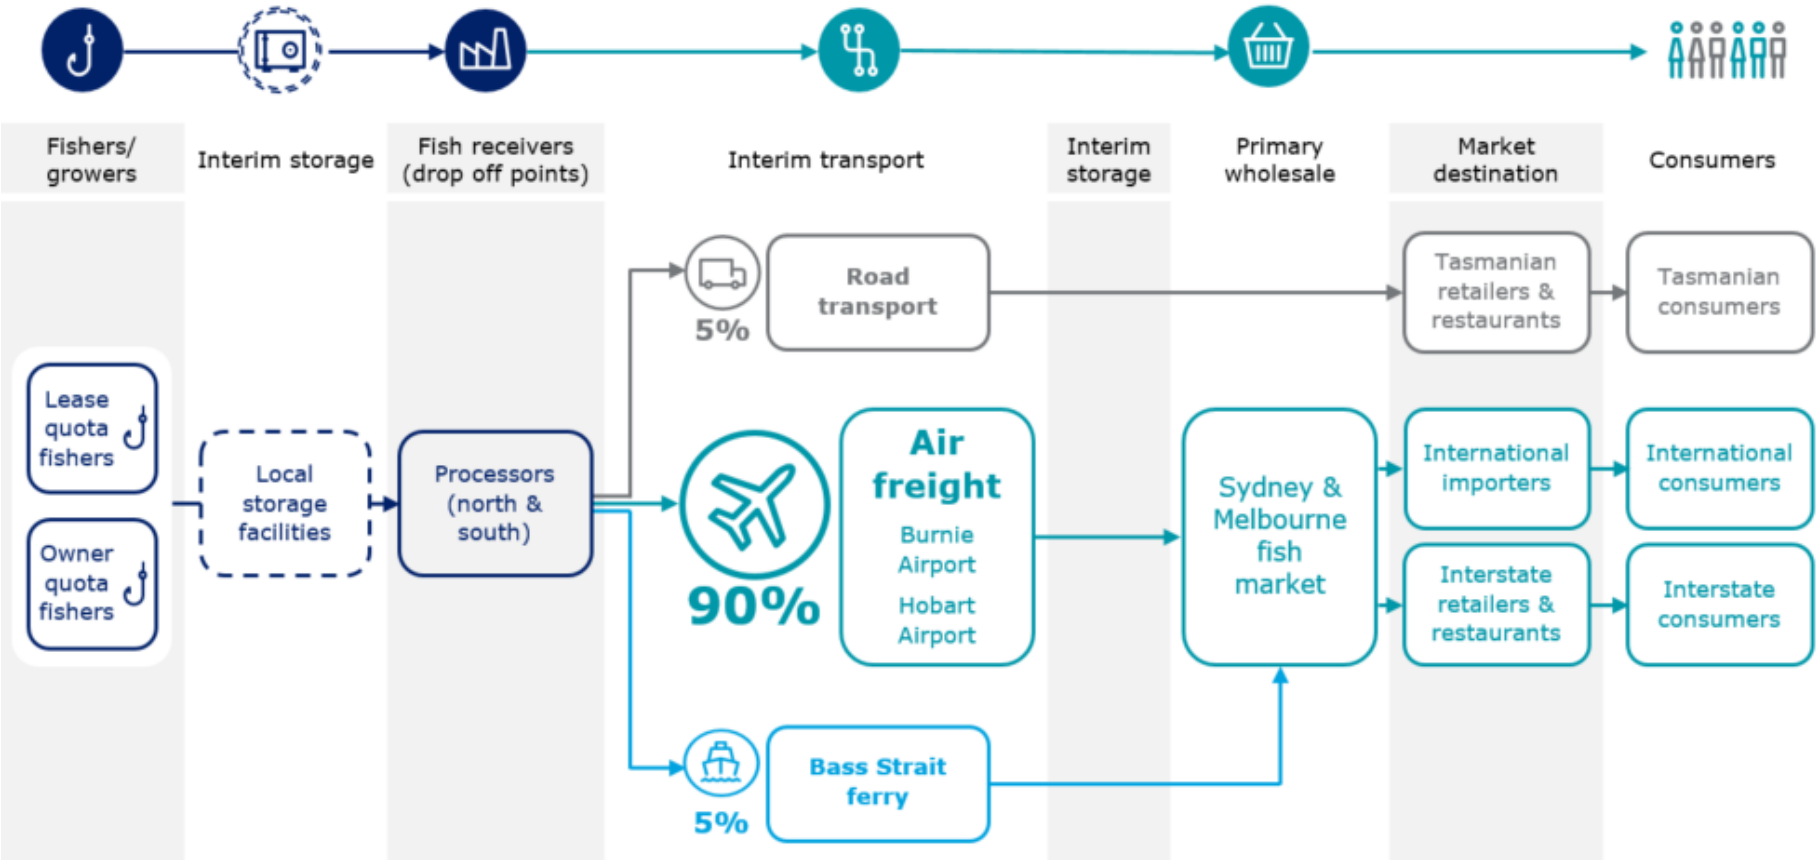 Fishers/
growers
Interim storage
Fish receivers
(drop off points)
Interim transport
Interim
storage
Primary
wholesale
Market
destination
Consumers
Lease
quota
fishers
Owner
quota
fishers
Local
storage
facilities
Processors
(north &
south)
5%
Road
transport
Tasmanian
retailers &
restaurants
Tasmanian
consumers
90%
Air
freight
Burnie
Airport
Hobart
Airport
Sydney &
Melbourne
fish
market
International
importers
International
consumers
Interstate
retailers &
restaurants
Interstate
consumers
5%
Bass Strait
ferry